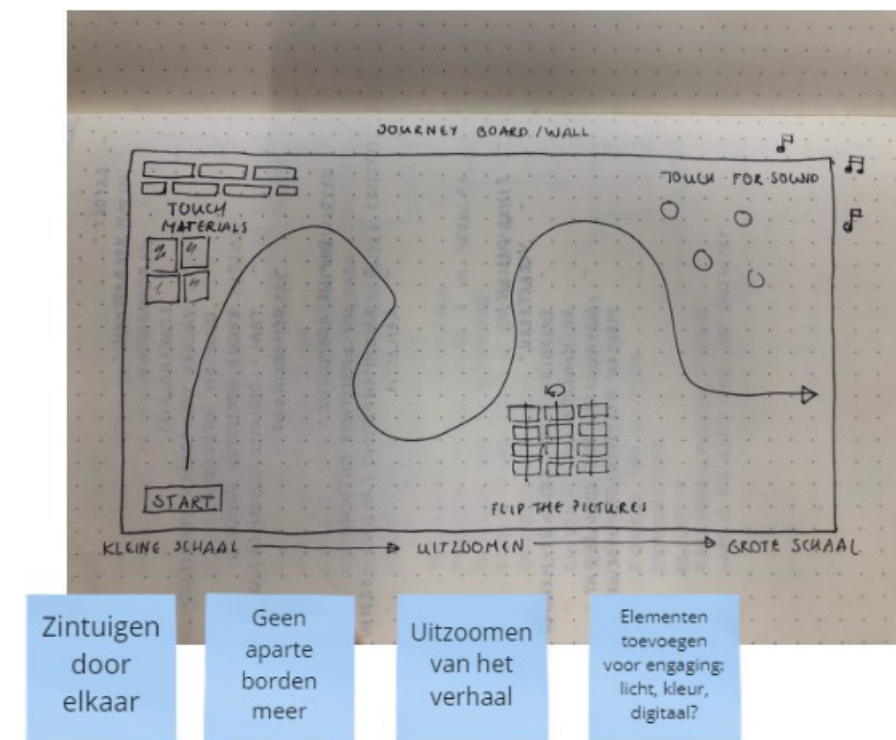 JOURNEY BOARD/WALL
TOUCH
MATERIALS
TOUCH FOR SOUND
START
FLIP THE PICTURES
KLEINE SCHAAL
UITZOOMEN
GROTE SCHAAL
Zintuigen
door
elkaar
Geen
aparte
borden
meer
Uitzoomen
van het
verhaal
Elementen
toevoegen
voor engaging:
licht, kleur,
digitaal?